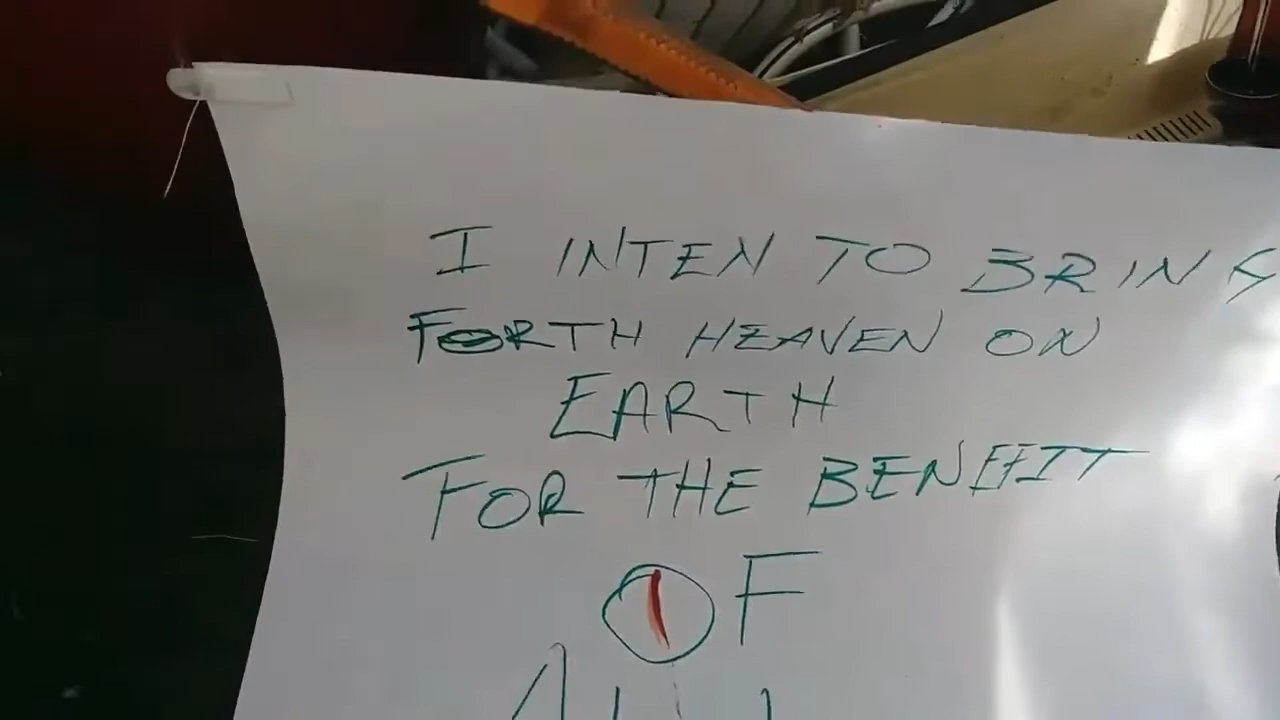 I INTEN TO BRING
FORTH HEAVEN ON
EARTH
FOR THE BENEFIT
OF